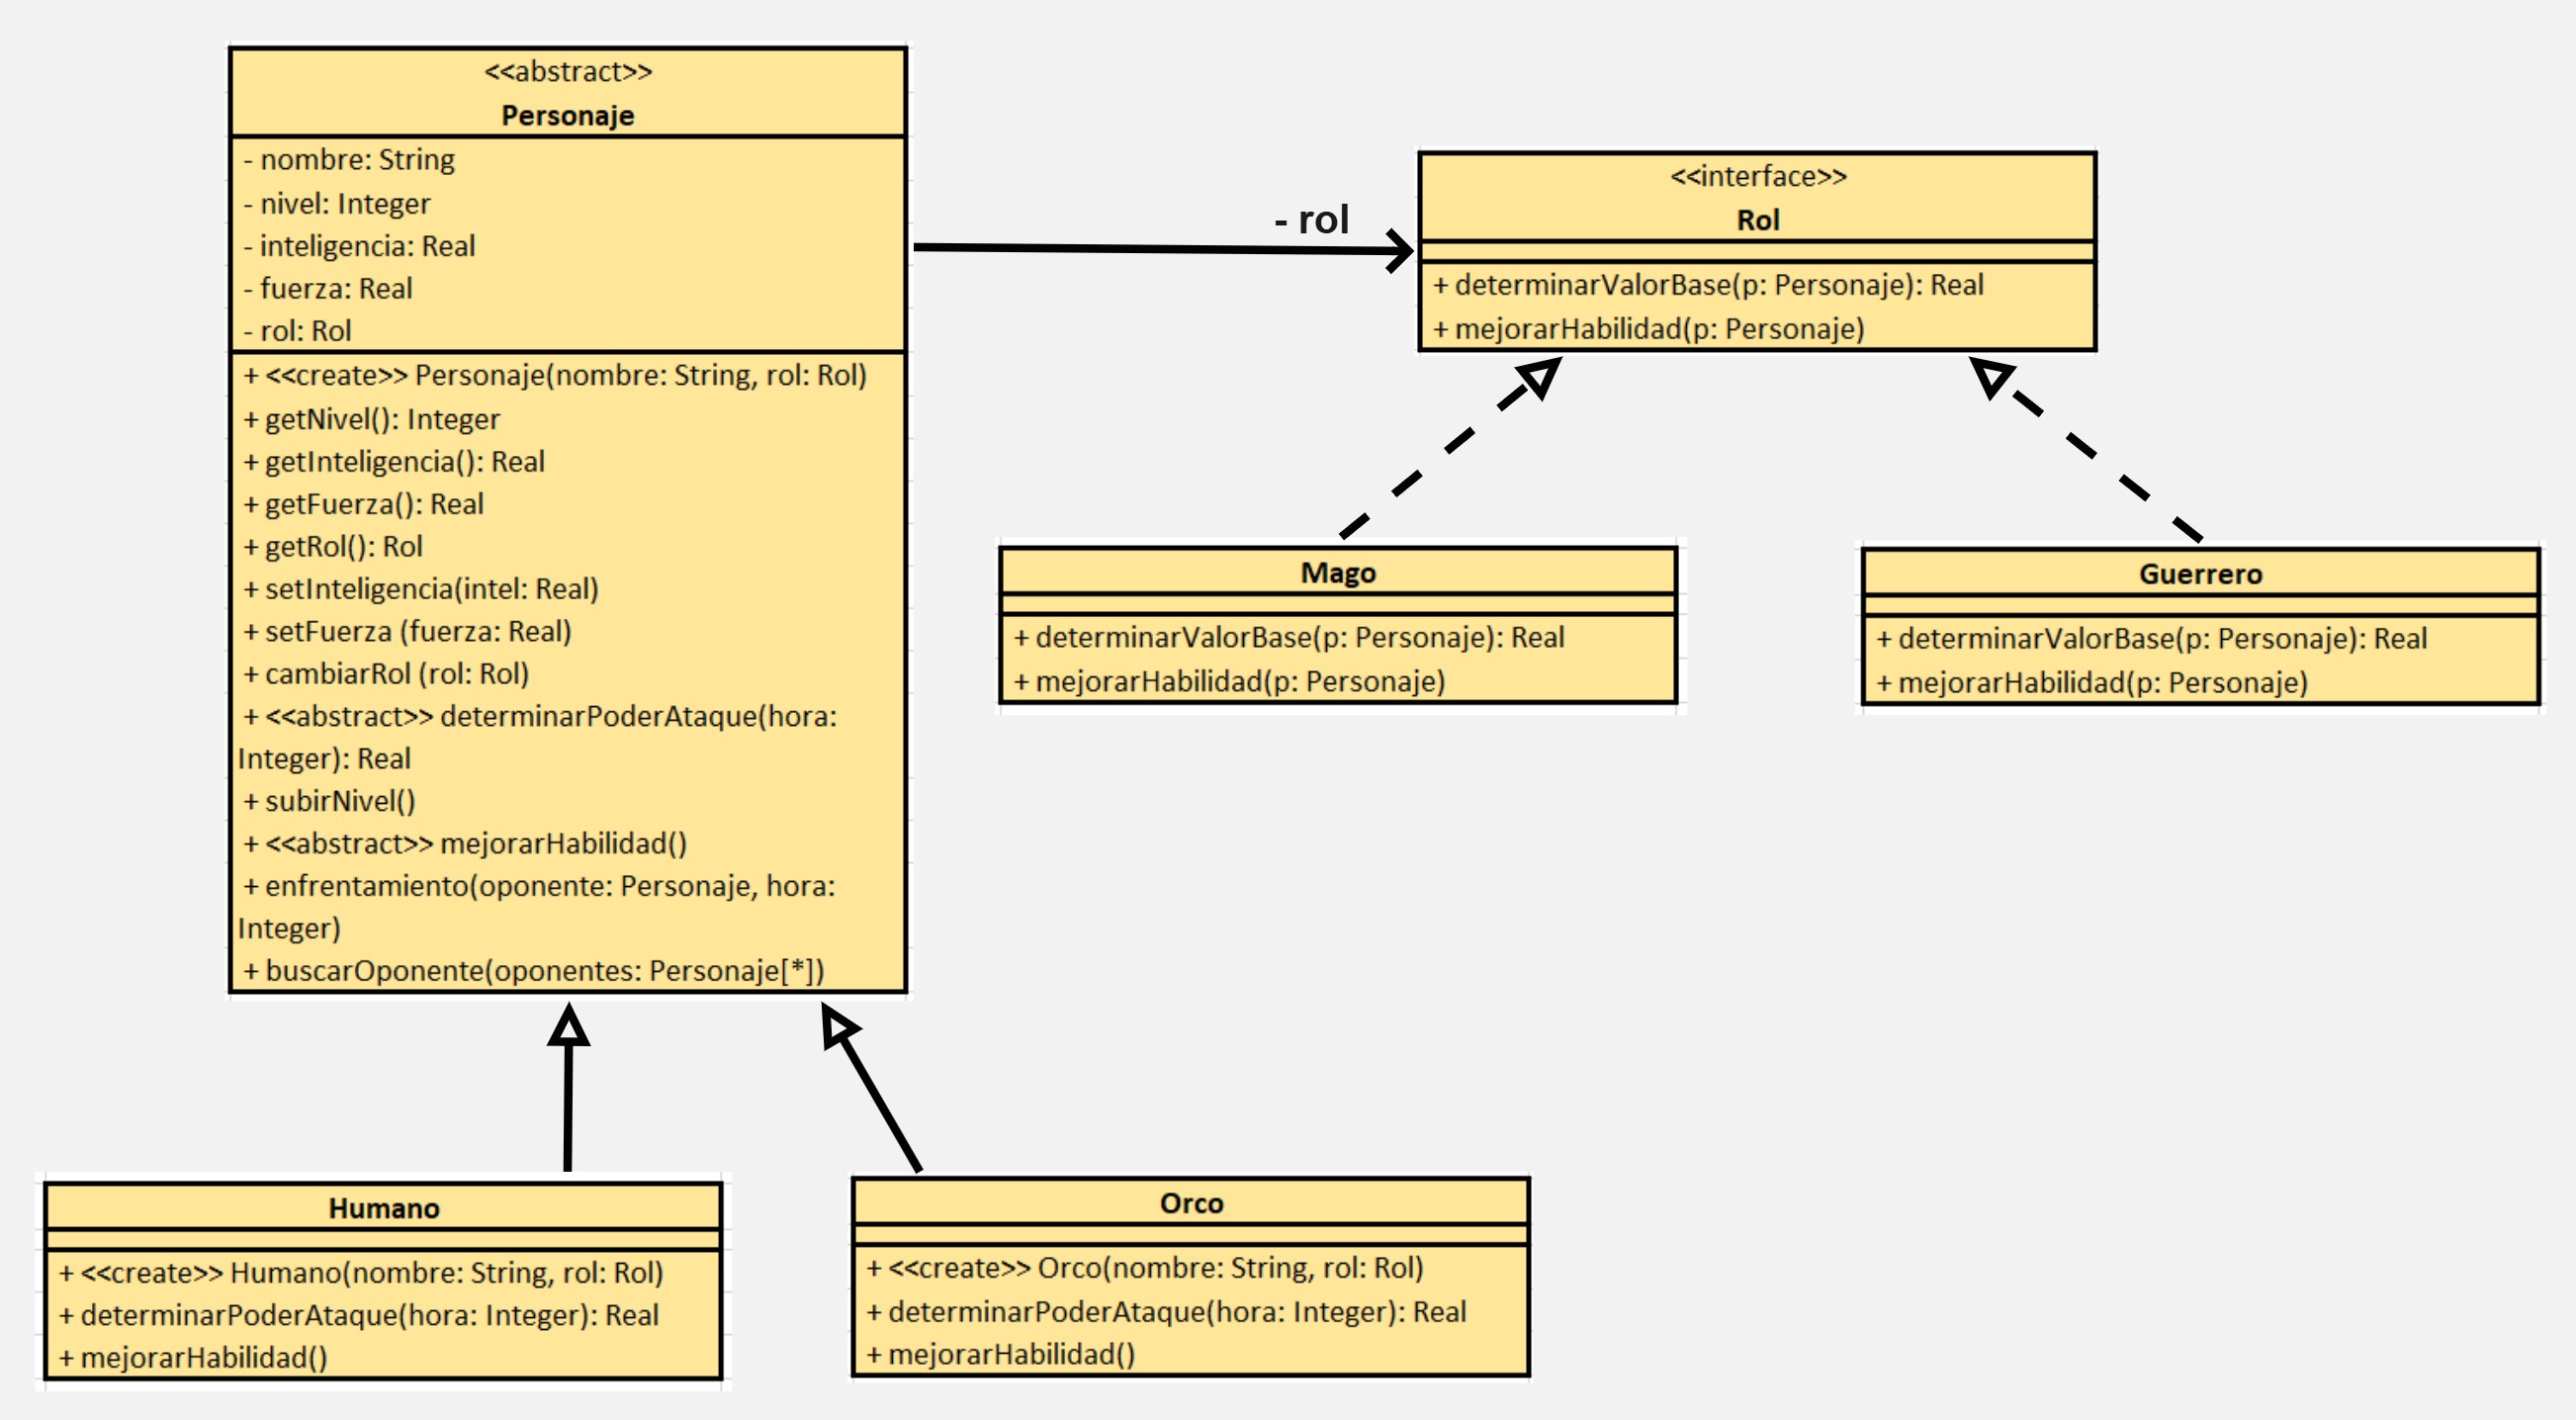 <<abstract>>
Personaje
- nombre: String
- nivel: Integer
- inteligencia: Real
- fuerza: Real
- rol: Rol
+ <<create>> Personaje(nombre: String, rol: Rol)
+ getNivel(): Integer
+ getInteligencia(): Real
+ getFuerza(): Real
+ getRol(): Rol
+ setInteligencia(intel: Real)
+ setFuerza (fuerza: Real)
+ cambiarRol (rol: Rol)
+ <<abstract>> determinarPoderAtaque(hora:
Integer): Real
+ subirNivel()
+ <<abstract>> mejorarHabilidad()
+ enfrentamiento(oponente: Personaje, hora:
Integer)
+ buscarOponente(oponentes: Personaje[*])
- rol
<<interface>>
Rol
+ determinarValorBase(p: Personaje): Real
+ mejorarHabilidad(p: Personaje)
Mago
+ determinarValorBase(p: Personaje): Real
+ mejorarHabilidad(p: Personaje)
Guerrero
+ determinarValorBase(p: Personaje): Real
+ mejorarHabilidad(p: Personaje)
Humano
+ <<create>> Humano(nombre: String, rol: Rol)
+ determinarPoderAtaque(hora: Integer): Real
+ mejorarHabilidad()
Orco
+ <<create>> Orco(nombre: String, rol: Rol)
+ determinarPoderAtaque(hora: Integer): Real
+ mejorarHabilidad()